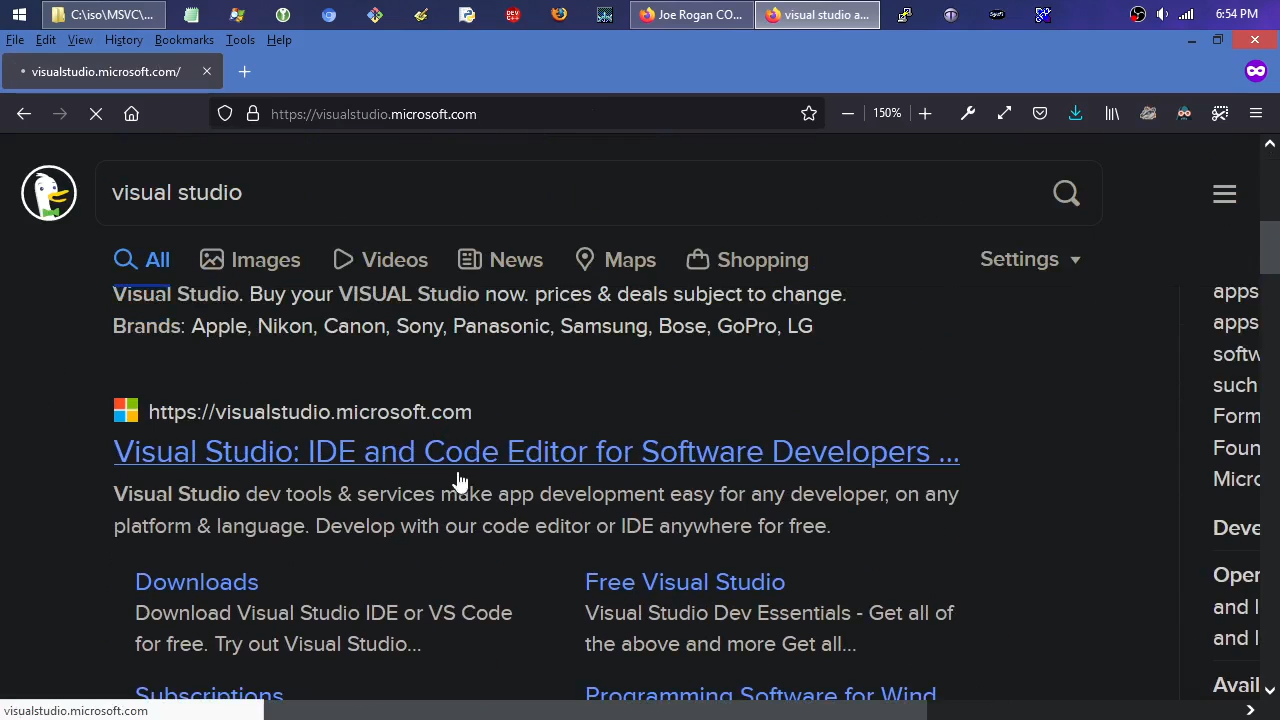 C:\iso\MSVC\...
Joe Rogan CO...
visual studio a...
6:54 PM
File Edit View History Bookmarks Tools Help
visualstudio.microsoft.com/
https://visualstudio.microsoft.com
150%
visual studio
All Images Videos News Maps Shopping Settings
Visual Studio. Buy your VISUAL Studio now. prices & deals subject to change.
Brands: Apple, Nikon, Canon, Sony, Panasonic, Samsung, Bose, GoPro, LG
https://visualstudio.microsoft.com
Visual Studio: IDE and Code Editor for Software Developers ...
Visual Studio dev tools & services make app development easy for any developer, on any
platform & language. Develop with our code editor or IDE anywhere for free.
Downloads
Download Visual Studio IDE or VS Code
for free. Try out Visual Studio...
Free Visual Studio
Visual Studio Dev Essentials - Get all of
the above and more Get all...
Subscriptions
Programming Software for Wind
apps
apps
softw
such
Form
Foun
Micro
Deve
Oper
and l
and l
Avail
visualstudio.microsoft.com